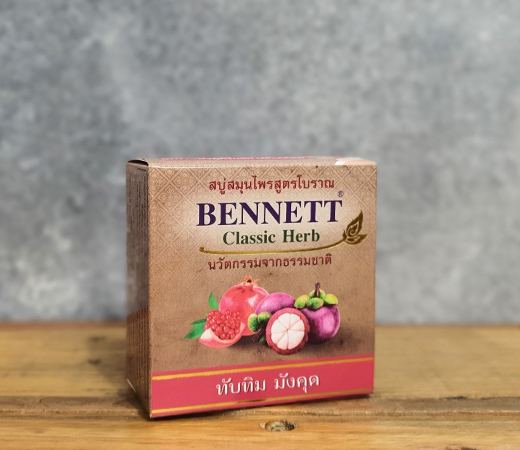 สบู่สมุนไพรสูตรโบราณ
BENNETT®
Classic Herb
นวัตกรรมจากธรรมชาติ
ทับทิม มังคุด